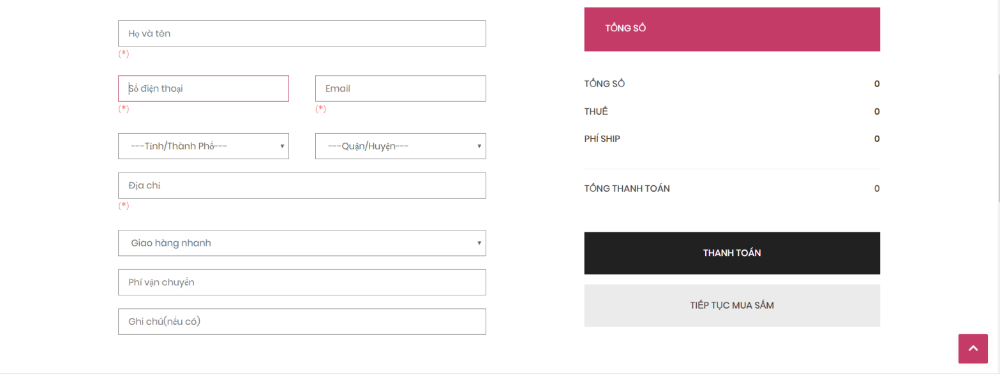 Họ và tên
(*)
Số điện thoại
Email
(*)
(*)
---Tỉnh/Thành Phố---
---Quận/Huyện---
Địa chỉ
(*)
Giao hàng nhanh
Phí vận chuyển
Ghi chú(nếu có)
TỔNG SỐ
TỔNG SỐ 0
THUẾ 0
PHÍ SHIP 0
TỔNG THANH TOÁN 0
THANH TOÁN
TIẾP TỤC MUA SẮM